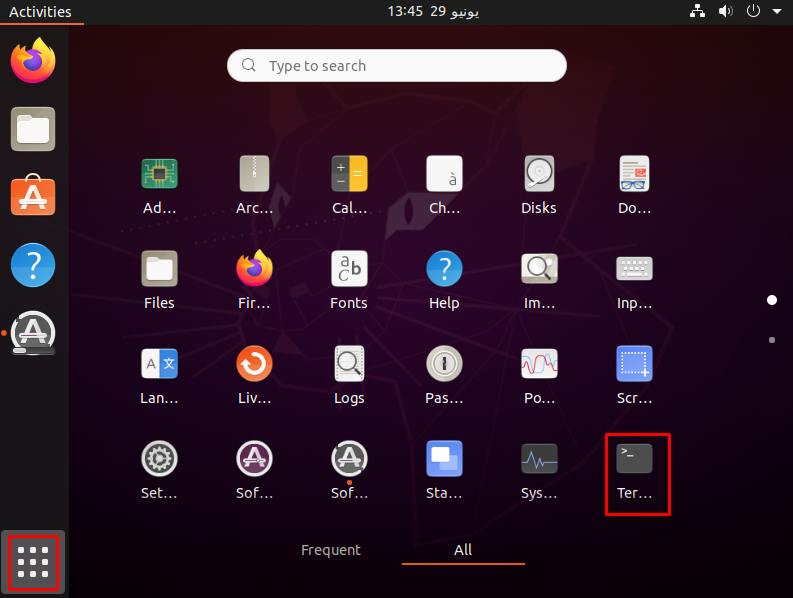 Activities
29 يونيو 13:45
Type to search
Ad...
Arc...
Cal...
Ch...
Disks
Do...
Files
Fir...
Fonts
Help
Im...
Inp...
Lan...
Liv...
Logs
Pas...
Po...
Scr...
Set...
Sof...
Sof...
Sta...
Sys...
Ter...
Frequent
All